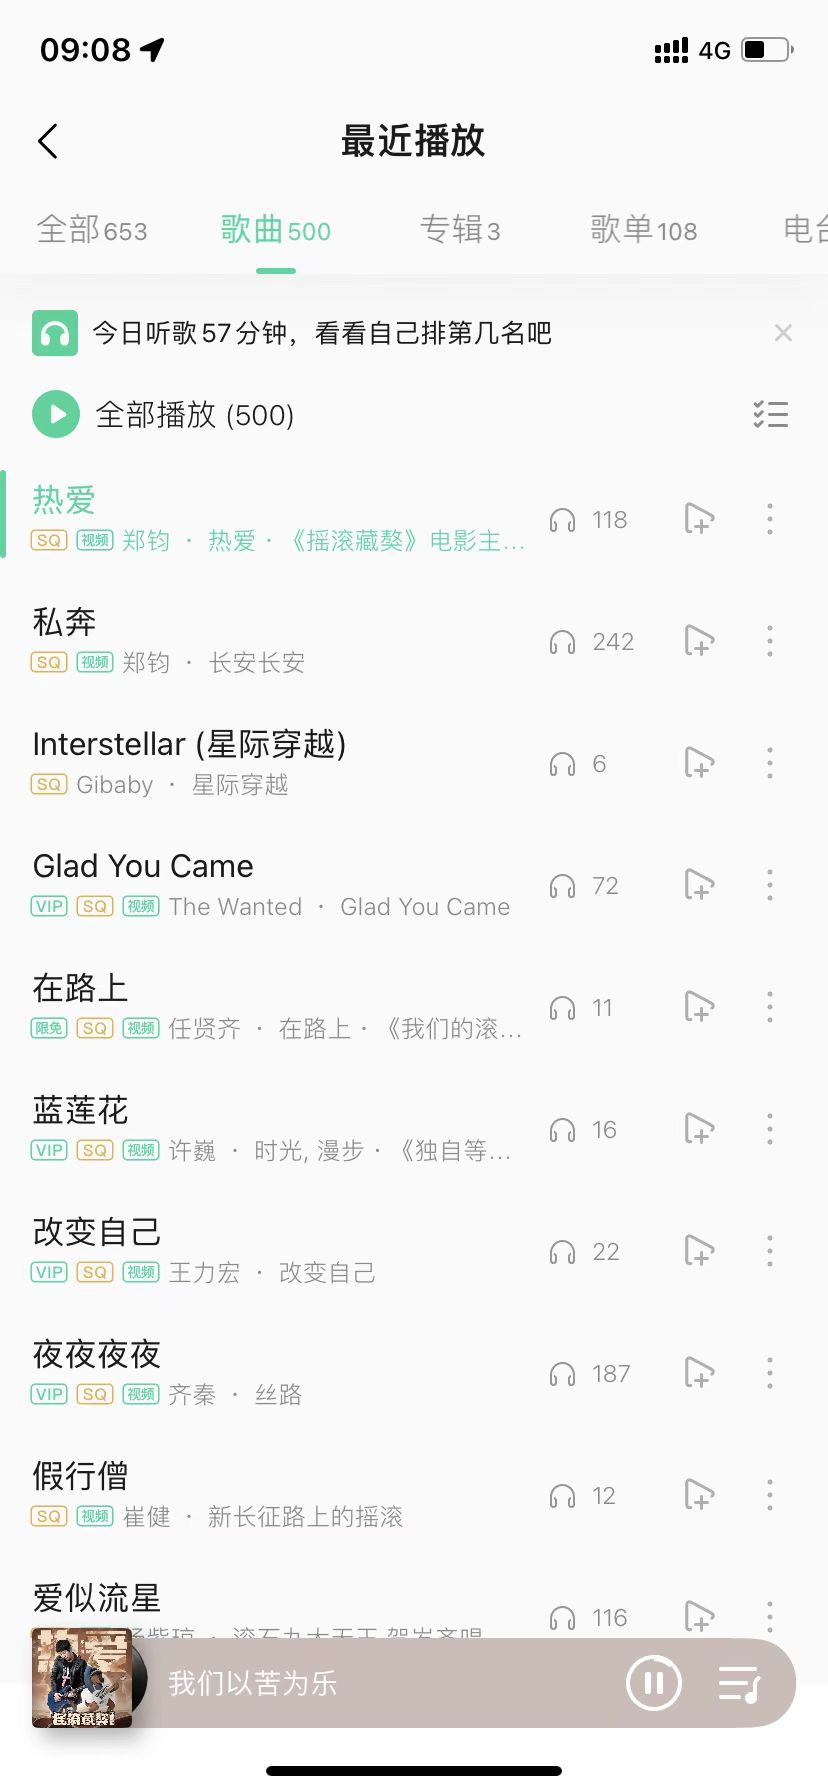 09:08 4G
最近播放
全部653 歌曲500 专辑3 歌单108 电台
今日听歌57分钟，看看自己排第几名吧
全部播放 (500)
热爱
SQ 视频 郑钧 · 热爱 · 《摇滚藏獒》电影主... 118
私奔
SQ 视频 郑钧 · 长安长安 242
Interstellar (星际穿越)
SQ Gibaby · 星际穿越 6
Glad You Came
VIP SQ 视频 The Wanted · Glad You Came 72
在路上
限免 SQ 视频 任贤齐 · 在路上 · 《我们的滚... 11
蓝莲花
VIP SQ 视频 许巍 · 时光, 漫步 · 《独自等... 16
改变自己
VIP SQ 视频 王力宏 · 改变自己 22
夜夜夜夜
VIP SQ 视频 齐秦 · 丝路 187
假行僧
SQ 视频 崔健 · 新长征路上的摇滚 12
爱似流星
116
热爱
摇滚藏獒
我们以苦为乐